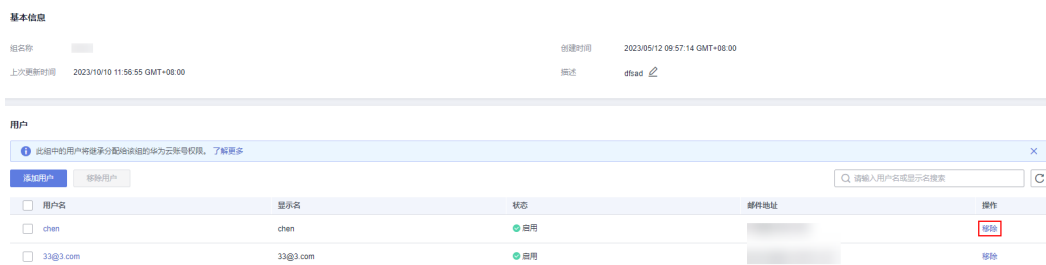 基本信息
组名称 创建时间 2023/05/12 09:57:14 GMT+08:00
上次更新时间 2023/10/10 11:56:55 GMT+08:00 描述 dfsad
用户
此组中的用户将继承分配给该组的华为云账号权限。 了解更多
添加用户 移除用户 请输入用户名或显示名搜索
用户名 显示名 状态 邮件地址 操作
chen chen 启用 移除
33@3.com 33@3.com 启用 移除